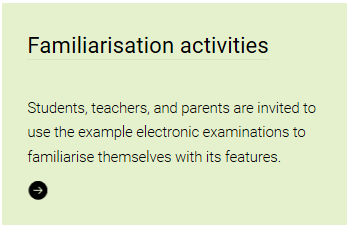 Familiarisation activities
Students, teachers, and parents are invited to
use the example electronic examinations to
familiarise themselves with its features.